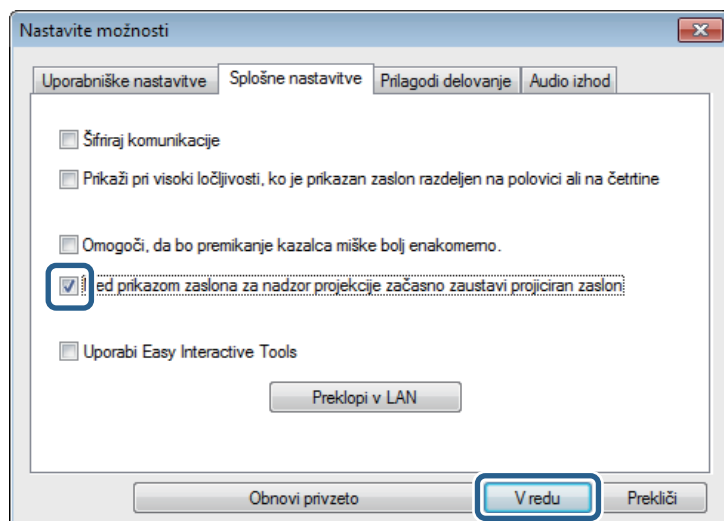 Nastavite možnosti
Uporabniške nastavitve Splošne nastavitve Prilagodi delovanje Audio izhod
Šifriraj komunikacije
Prikaži pri visoki ločljivosti, ko je prikazan zaslon razdeljen na polovici ali na četrtine
Omogoči, da bo premikanje kazalca miške bolj enakomerno.
prikazom zaslona za nadzor projekcije začasno zaustavi projiciran zaslon
Uporabi Easy Interactive Tools
Preklopi v LAN
Obnovi privzeto V redu Prekliči